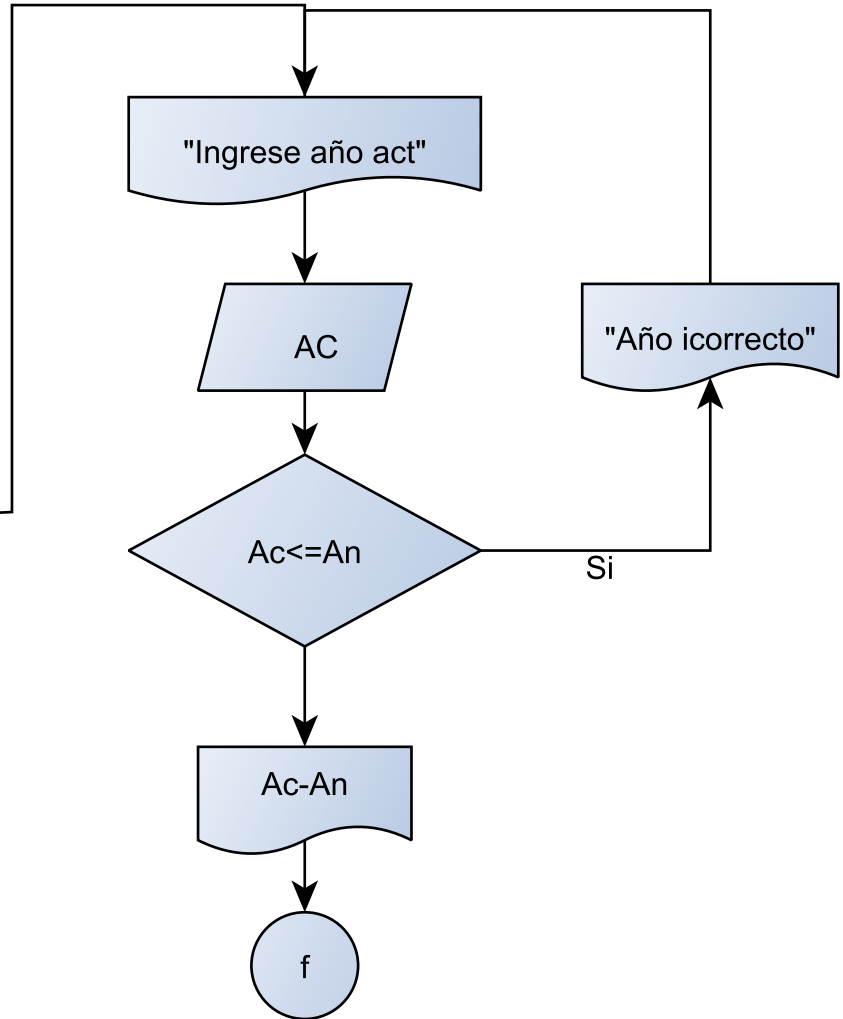 "Ingrese año act"
AC
"Año icorrecto"
Ac<=An
Si
Ac-An
f